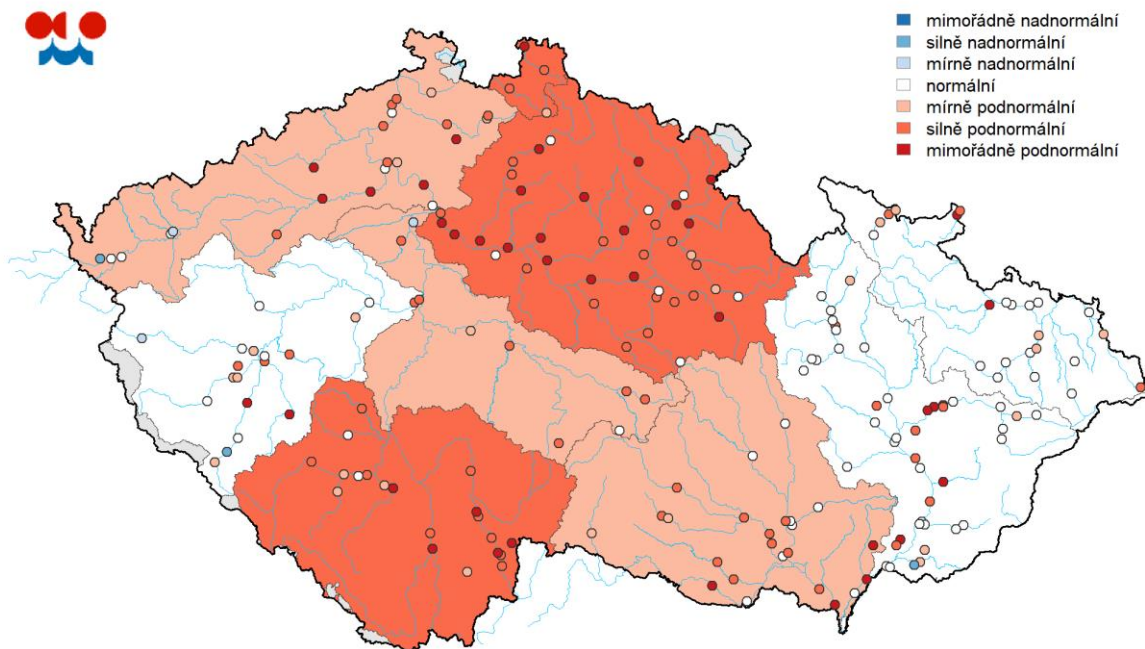 mimořádně nadnormální
silně nadnormální
mírně nadnormální
normální
mírně podnormální
silně podnormální
mimořádně podnormální